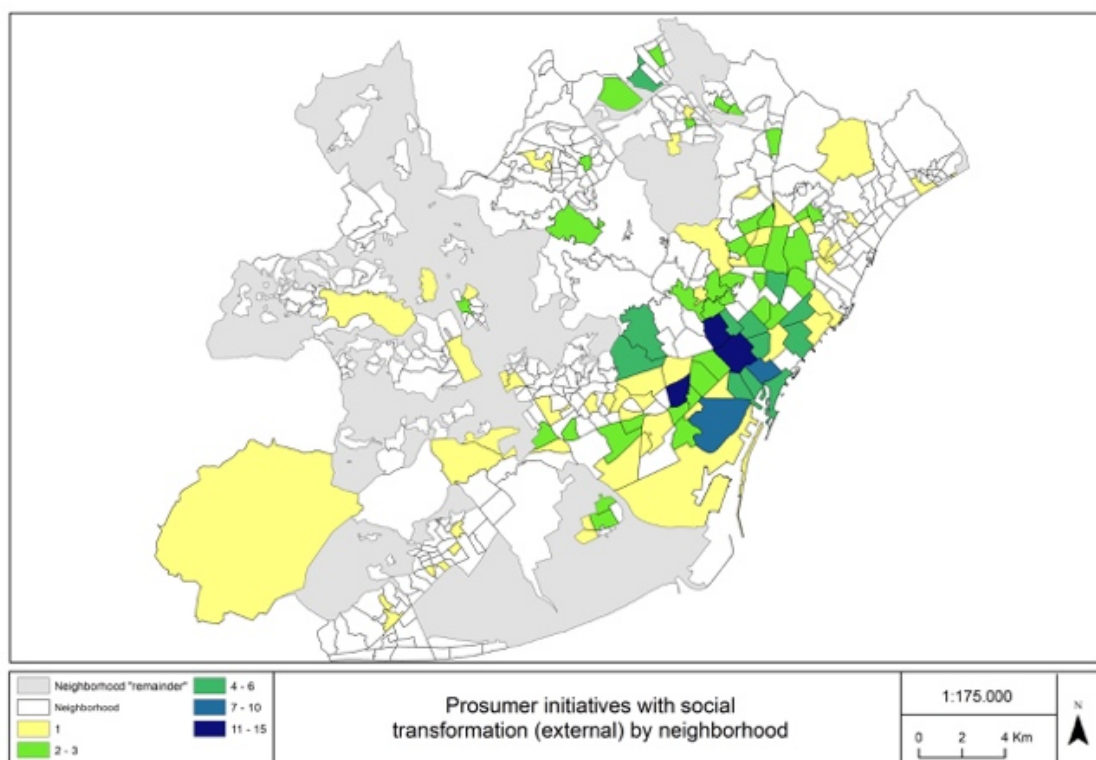 Neighborhood "remainder"
Neighborhood
1
2 - 3
4 - 6
7 - 10
11 - 15
Prosumer initiatives with social
transformation (external) by neighborhood
1:175.000
0 2 4 Km
N